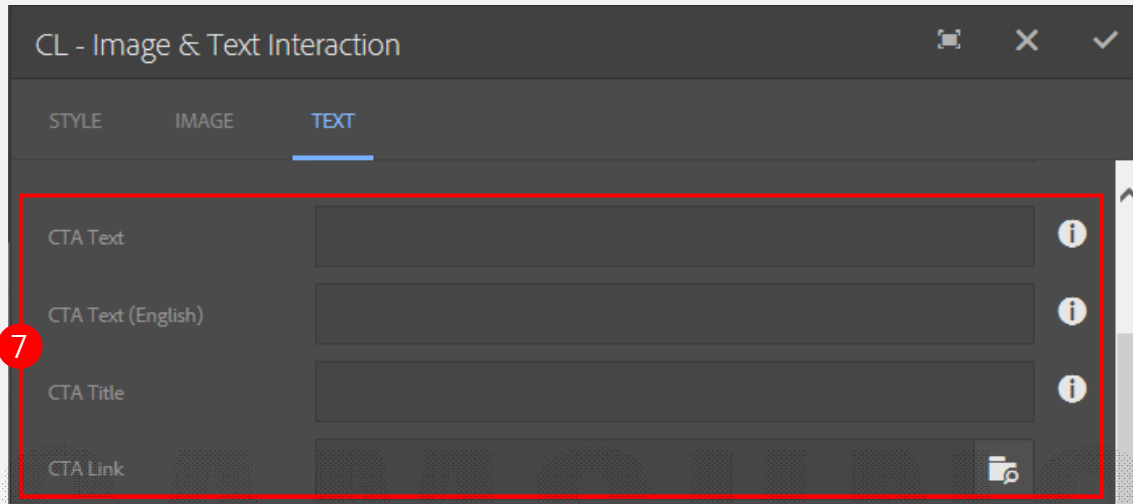 CL - Image & Text Interaction
STYLE IMAGE TEXT
CTA Text
CTA Text (English)
7
CTA Title
CTA Link